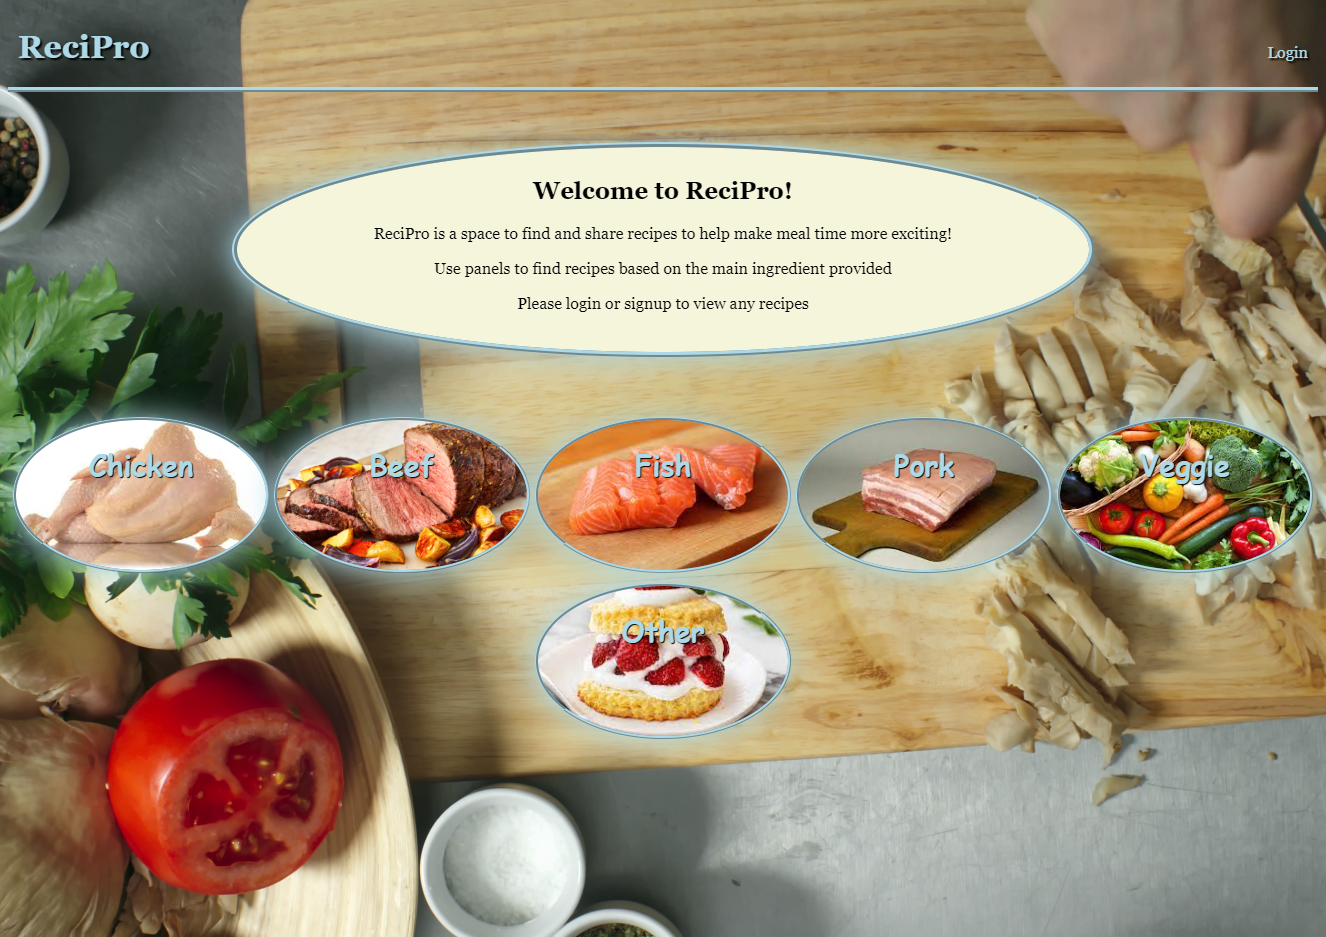 ReciPro
Login
Welcome to ReciPro!
ReciPro is a space to find and share recipes to help make meal time more exciting!
Use panels to find recipes based on the main ingredient provided
Please login or signup to view any recipes
Chicken
Beef
Fish
Pork
Veggie
Other